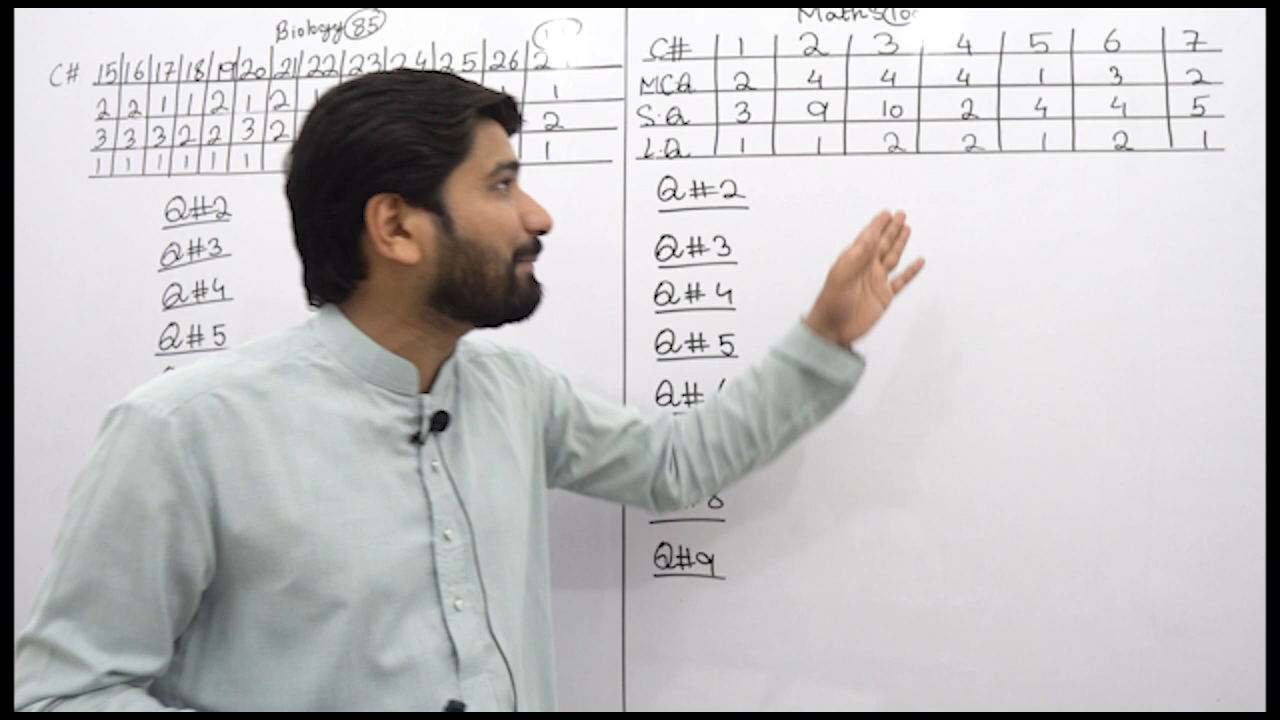 Biology 85
C# 15 16 17 18 19 20 21 22 23 24 25 26
2 2 1 1 2 1 2 1
3 3 3 2 2 3 2 2
1 1 1 1 1 1 1
Q#2
Q#3
Q#4
Q#5
Maths
C# 1 2 3 4 5 6 7
MCQ 2 4 4 4 1 3 2
S.Q 3 9 10 2 4 4 5
L.Q 1 1 2 2 1 2 1
Q#2
Q#3
Q#4
Q#5
Q#
8
Q#9